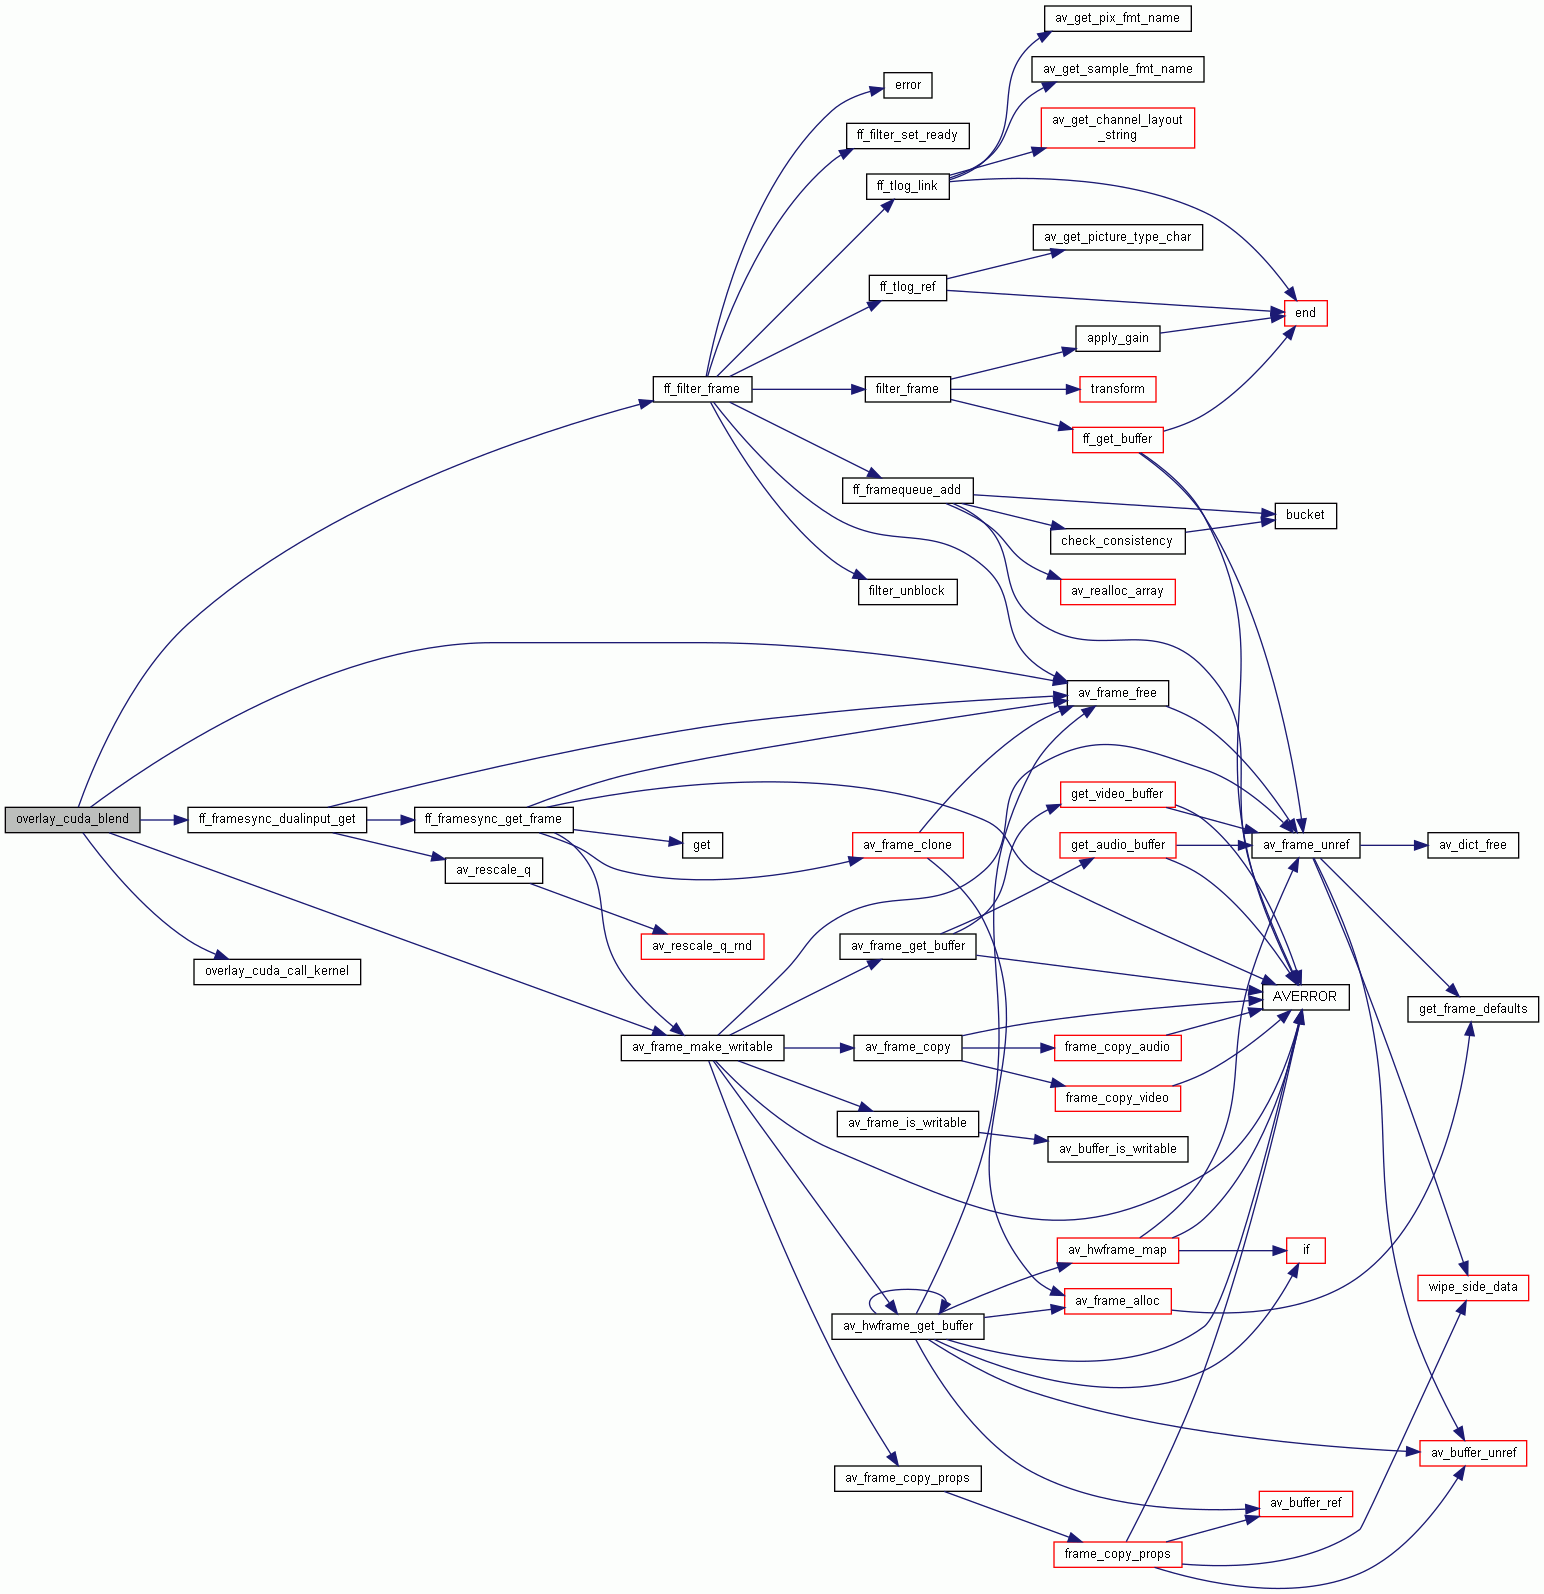 av_get_pix_fmt_name
av_get_sample_fmt_name
error
av_get_channel_layout
_string
ff_filter_set_ready
ff_tlog_link
av_get_picture_type_char
ff_tlog_ref
end
apply_gain
ff_filter_frame
filter_frame
transform
ff_get_buffer
ff_framequeue_add
bucket
check_consistency
filter_unblock
av_realloc_array
av_frame_free
get_video_buffer
overlay_cuda_blend
ff_framesync_dualinput_get
ff_framesync_get_frame
get
av_frame_clone
get_audio_buffer
av_frame_unref
av_dict_free
av_rescale_q
av_rescale_q_rnd
av_frame_get_buffer
overlay_cuda_call_kernel
AVERROR
get_frame_defaults
av_frame_make_writable
av_frame_copy
frame_copy_audio
frame_copy_video
av_frame_is_writable
av_buffer_is_writable
av_hwframe_map
if
wipe_side_data
av_frame_alloc
av_hwframe_get_buffer
av_buffer_unref
av_frame_copy_props
av_buffer_ref
frame_copy_props